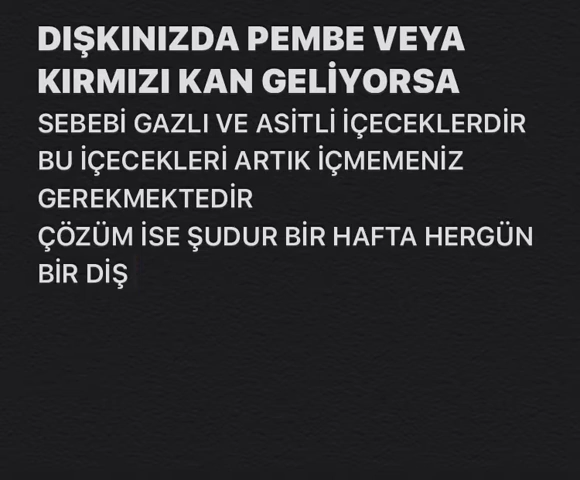 DIŞKINIZDA PEMBE VEYA
KIRMIZI KAN GELİYORSA
SEBEBİ GAZLI VE ASİTLİ İÇECEKLERDİR
BU İÇECEKLERİ ARTIK İÇMEMENİZ
GEREKMEKTEDİR
ÇÖZÜM İSE ŞUDUR BİR HAFTA HERGÜN
BİR DİŞ